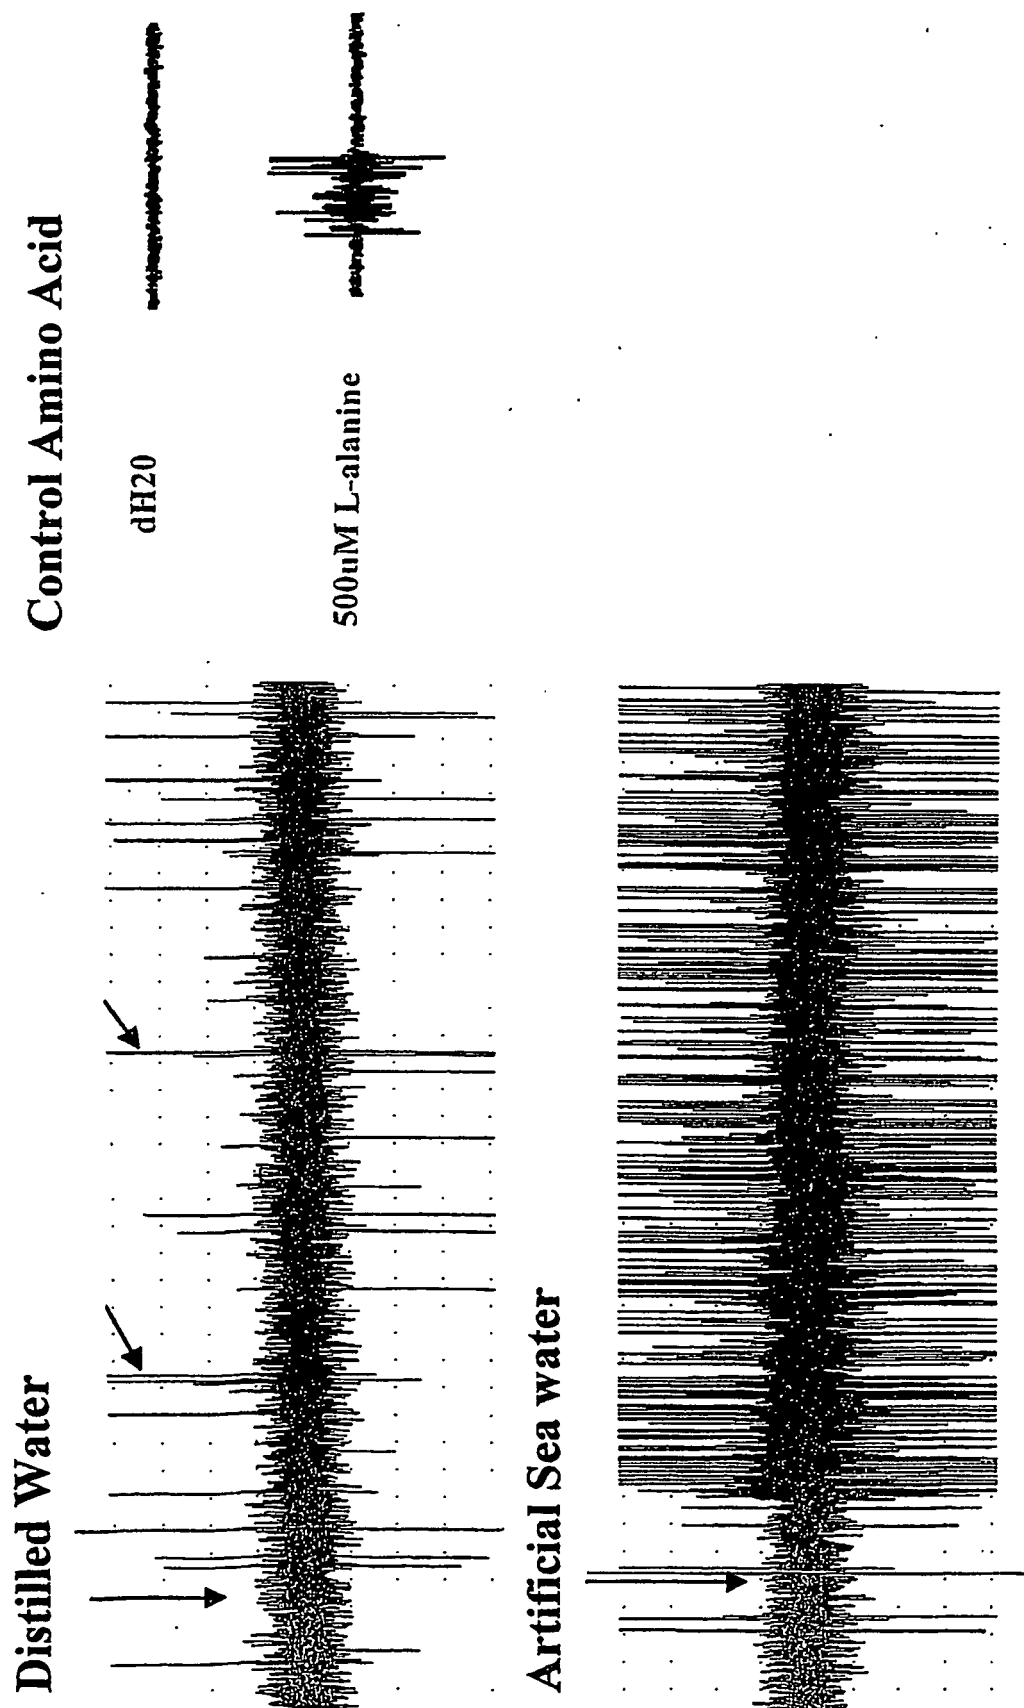 Distilled Water
Artificial Sea water
Control Amino Acid
dH20
500uM L-alanine